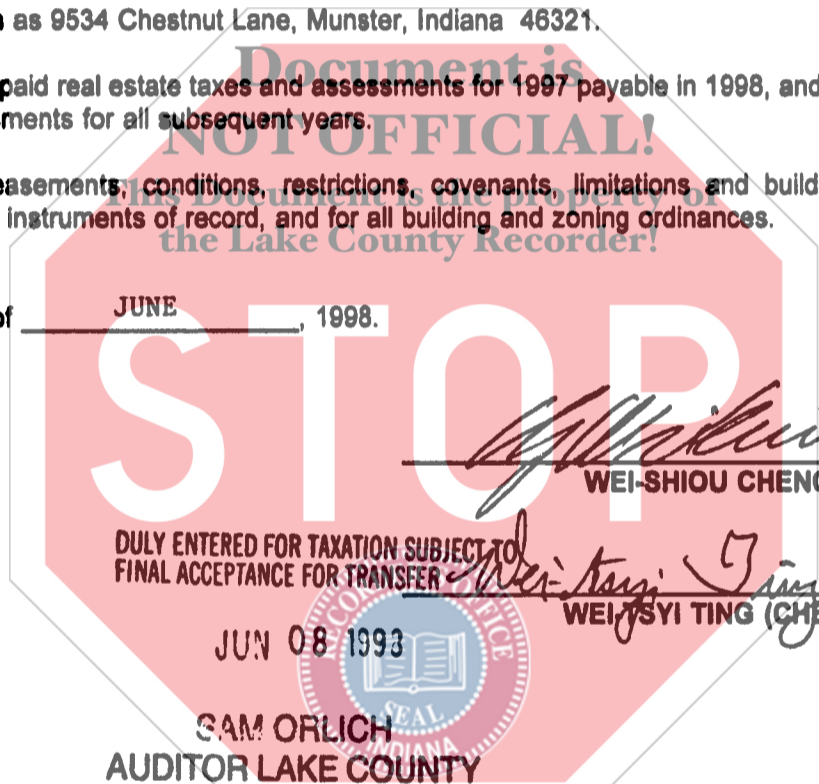 as 9534 Chestnut Lane, Munster, Indiana 46321.
Document is
paid real estate taxes and assessments for 1997 payable in 1998, and
ments for all subsequent years.
NOT OFFICIAL!
easements, conditions, restrictions, covenants, limitations and build
This Document is the property of
instruments of record, and for all building and zoning ordinances.
the Lake County Recorder!
of JUNE, 1998.
STOP
WEI-SHIOU CHENG
DULY ENTERED FOR TAXATION SUBJECT TO
FINAL ACCEPTANCE FOR TRANSFER
Wei-tsyi Ting
WEI-TSYI TING (CHE
JUN 08 1998
SEAL
INDIANA
SAM ORLICH
AUDITOR LAKE COUNTY